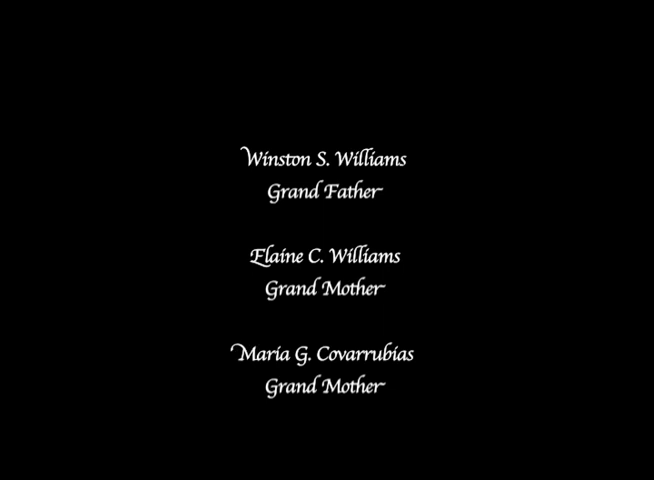 Winston S. Williams
Grand Father
Elaine C. Williams
Grand Mother
Maria G. Covarrubias
Grand Mother